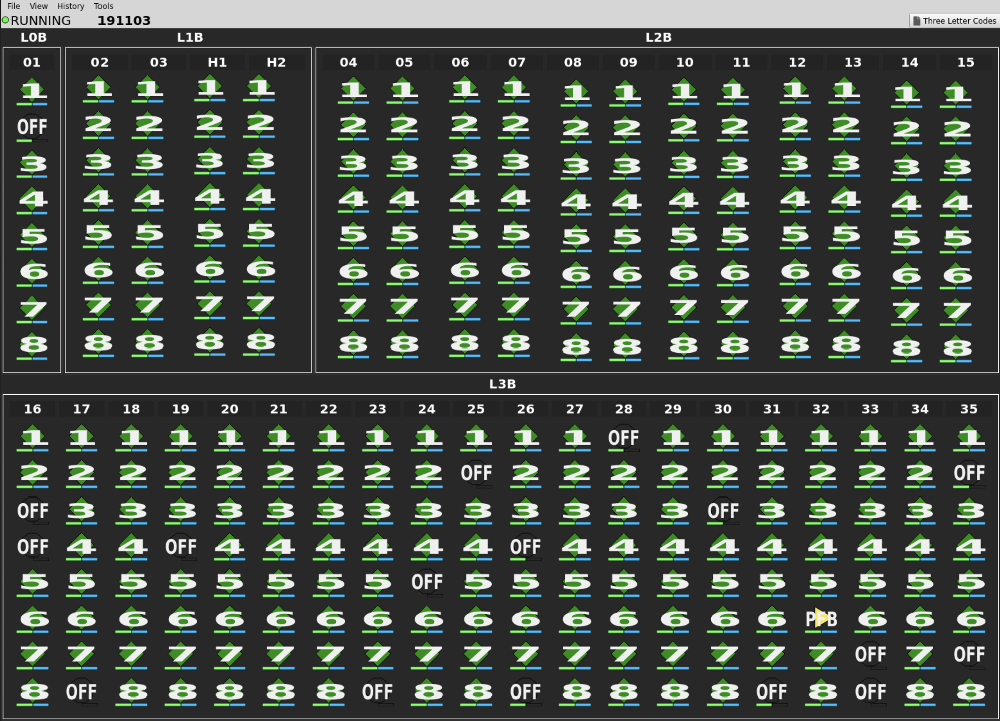 File View History Tools
RUNNING 191103 Three Letter Codes
L0B L1B L2B
01 02 03 H1 H2 04 05 06 07 08 09 10 11 12 13 14 15
1 1 1 1 1 1 1 1 1 1 1 1 1 1 1 1 1
OFF 2 2 2 2 2 2 2 2 2 2 2 2 2 2 2 2
3 3 3 3 3 3 3 3 3 3 3 3 3 3 3 3 3
4 4 4 4 4 4 4 4 4 4 4 4 4 4 4 4 4
5 5 5 5 5 5 5 5 5 5 5 5 5 5 5 5 5
6 6 6 6 6 6 6 6 6 6 6 6 6 6 6 6 6
7 7 7 7 7 7 7 7 7 7 7 7 7 7 7 7 7
8 8 8 8 8 8 8 8 8 8 8 8 8 8 8 8 8
L3B
16 17 18 19 20 21 22 23 24 25 26 27 28 29 30 31 32 33 34 35
1 1 1 1 1 1 1 1 1 1 1 1 OFF 1 1 1 1 1 1 1
2 2 2 2 2 2 2 2 2 OFF 2 2 2 2 2 2 2 2 2 OFF
OFF 3 3 3 3 3 3 3 3 3 3 3 3 3 OFF 3 3 3 3 3
OFF 4 4 OFF 4 4 4 4 4 4 OFF 4 4 4 4 4 4 4 4 4
5 5 5 5 5 5 5 5 OFF 5 5 5 5 5 5 5 5 5 5 5
6 6 6 6 6 6 6 6 6 6 6 6 6 6 6 6 PFB 6 6 6
7 7 7 7 7 7 7 7 7 7 7 7 7 7 7 7 7 OFF 7 OFF
8 OFF 8 8 8 8 8 OFF 8 8 OFF 8 8 8 8 OFF 8 OFF 8 8